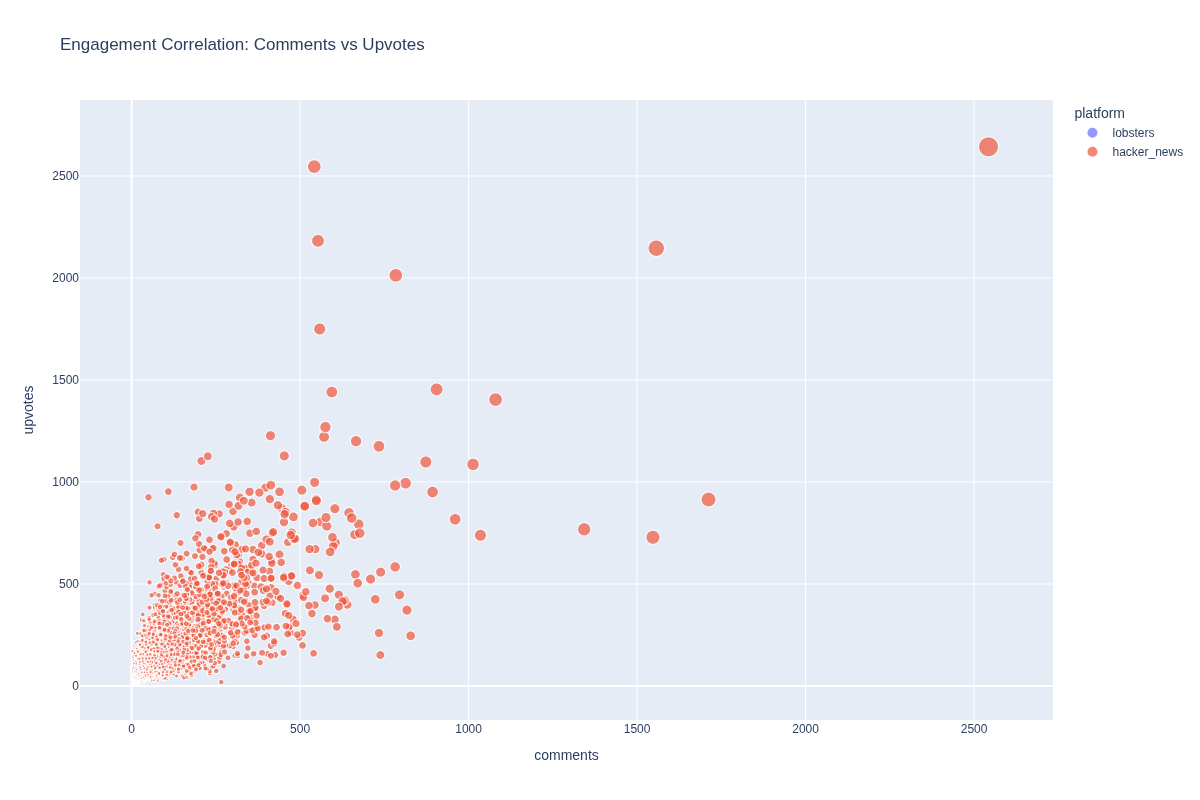 Engagement Correlation: Comments vs Upvotes
platform
lobsters
hacker_news
upvotes
2500
2000
1500
1000
500
0
0
500
1000
1500
2000
2500
comments